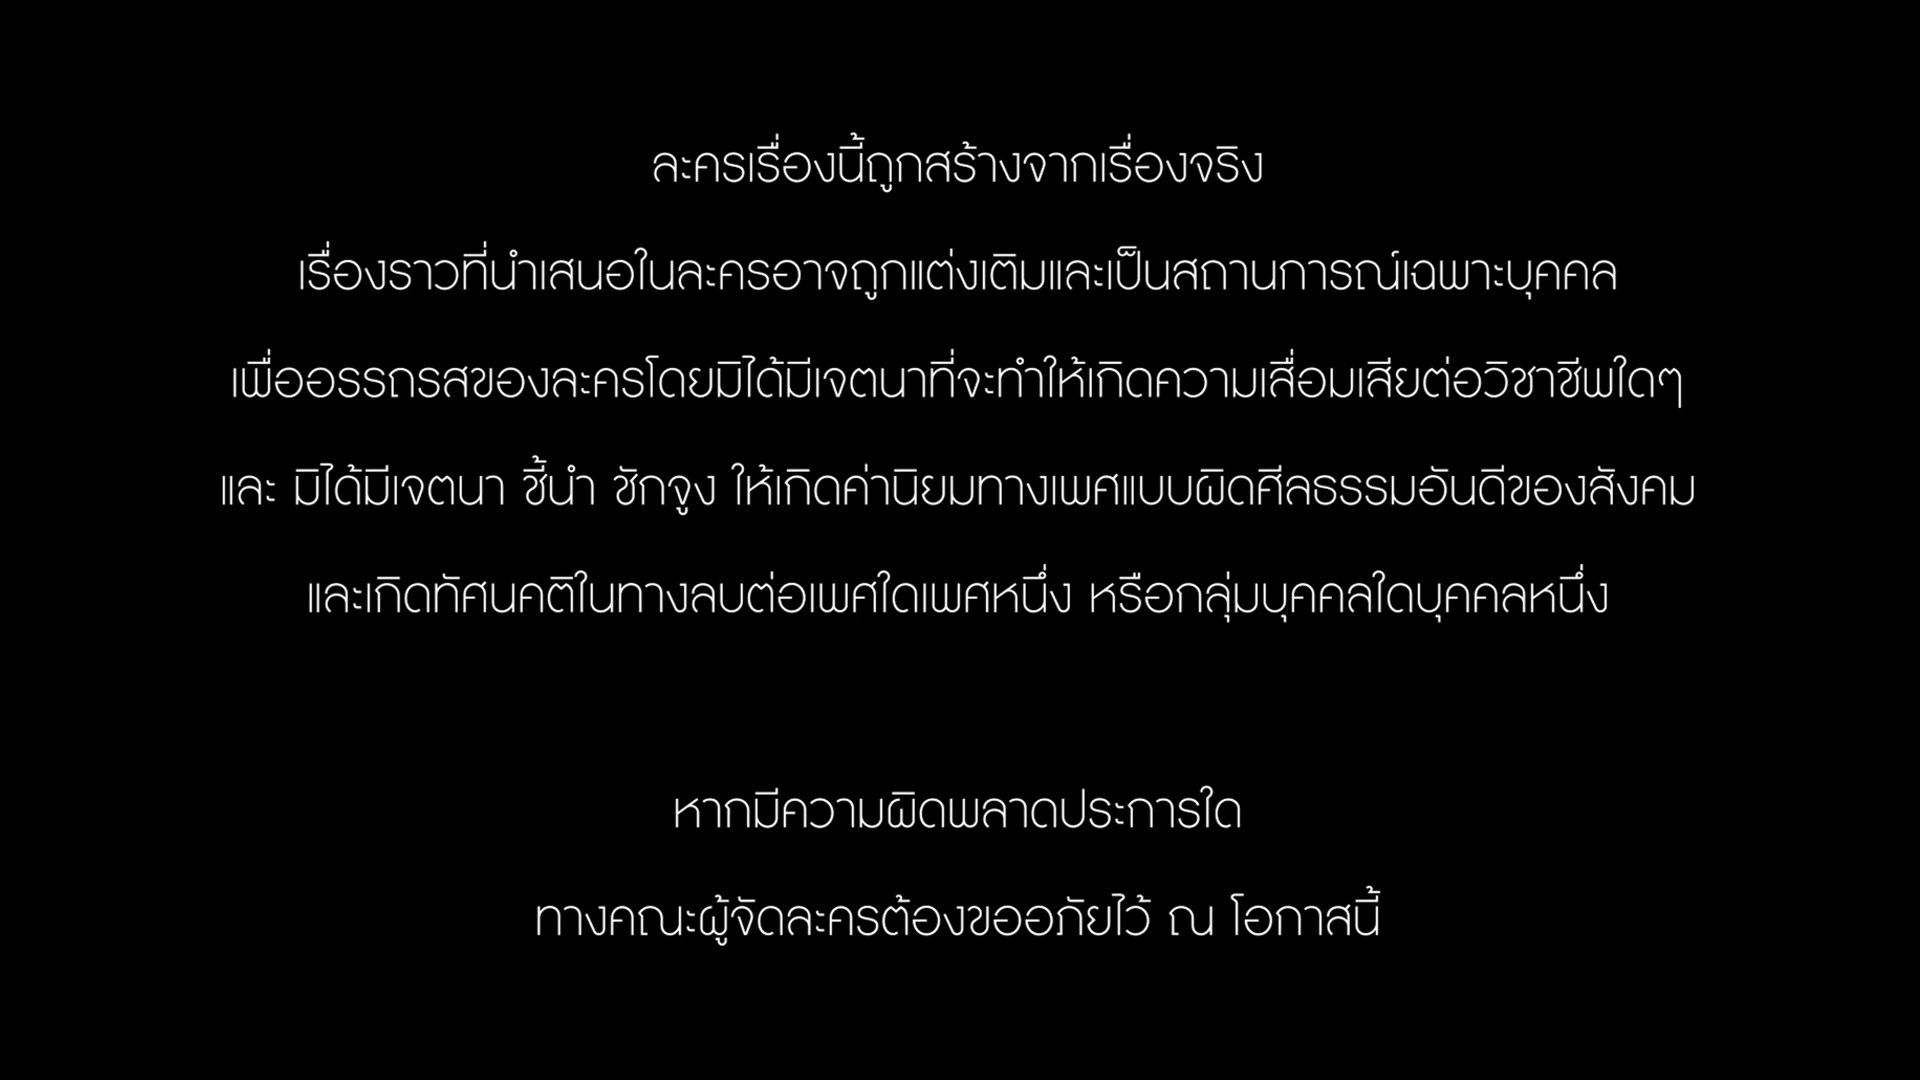 ละครเรื่องนี้ถูกสร้างจากเรื่องจริง
เรื่องราวที่นำเสนอในละครอาจถูกแต่งเติมและเป็นสถานการณ์เฉพาะบุคคล
เพื่ออรรถรสของละครโดยมิได้มีเจตนาที่จะทำให้เกิดความเสื่อมเสียต่อวิชาชีพใดๆ
และ มิได้มีเจตนา ชี้นำ ชักจูง ให้เกิดค่านิยมทางเพศแบบผิดศีลธรรมอันดีของสังคม
และเกิดทัศนคติในทางลบต่อเพศใดเพศหนึ่ง หรือกลุ่มบุคคลใดบุคคลหนึ่ง
หากมีความผิดพลาดประการใด
ทางคณะผู้จัดละครต้องขออภัยไว้ ณ โอกาสนี้